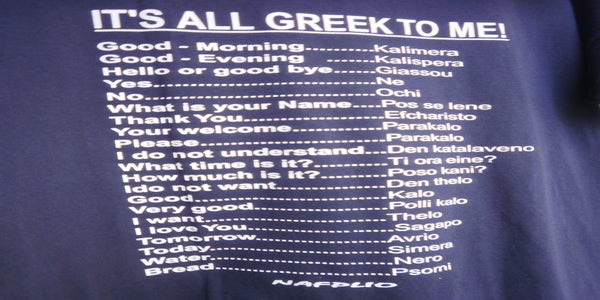 IT'S ALL GREEK TO ME!
Good - Morning..........Kalimera
Good - Evening Kalispera
Hello or good bye......Giassou
Yes...................................Ne
No.....................................Ochi
What is your Name....Pos se lene
Thank You.....................Efcharisto
Your welcome...............Parakalo
Please.............................Parakalo
I do not understand...Den katalaveno
What time is it?............Ti ora eine?
How much is it?...........Poso kani?
Ido not want.................Den thelo
Good...............................Kalo
Very good.....................Polli kalo
I want.............................Thelo
I love You......................Sagapo
Tomorrow.....................Avrio
Today.............................Simera
Water.............................Nero
Bread.............................Psomi
NAFPLIO